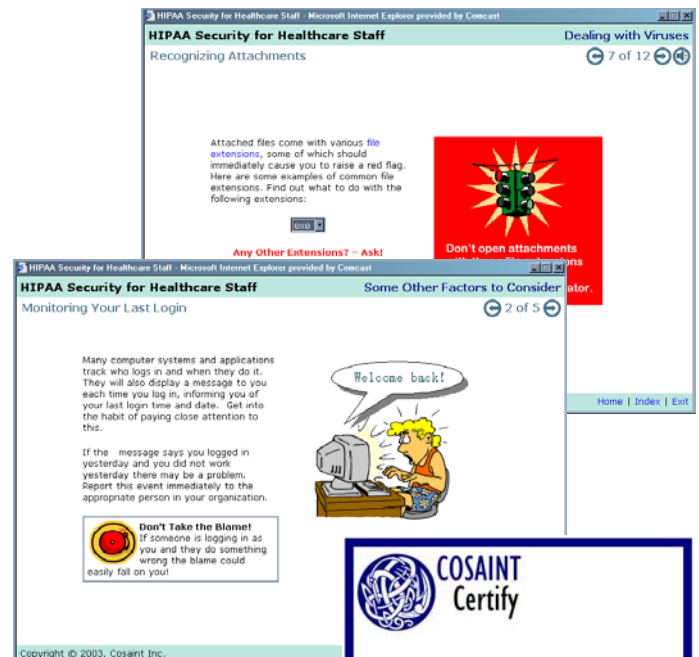 HIPAA Security for Healthcare Staff - Microsoft Internet Explorer provided by Comcast
HIPAA Security for Healthcare Staff
Dealing with Viruses
Recognizing Attachments
7 of 12
Attached files come with various file
extensions, some of which should
immediately cause you to raise a red flag.
Here are some examples of common file
extensions. Find out what to do with the
following extensions:
exe
Any Other Extensions? – Ask!
Don't open attachments
ator.
Home | Index | Exit
HIPAA Security for Healthcare Staff - Microsoft Internet Explorer provided by Comcast
HIPAA Security for Healthcare Staff
Some Other Factors to Consider
Monitoring Your Last Login
2 of 5
Many computer systems and applications
track who logs in and when they do it.
They will also display a message to you
each time you log in, informing you of
your last login time and date. Get into
the habit of paying close attention to
this.
If the message says you logged in
yesterday and you did not work
yesterday there may be a problem.
Report this event immediately to the
appropriate person in your organization.
Welcome back!
Don't Take the Blame!
If someone is logging in as
you and they do something
wrong the blame could
easily fall on you!
Copyright © 2003, Cosaint Inc.
COSAINT
Certify